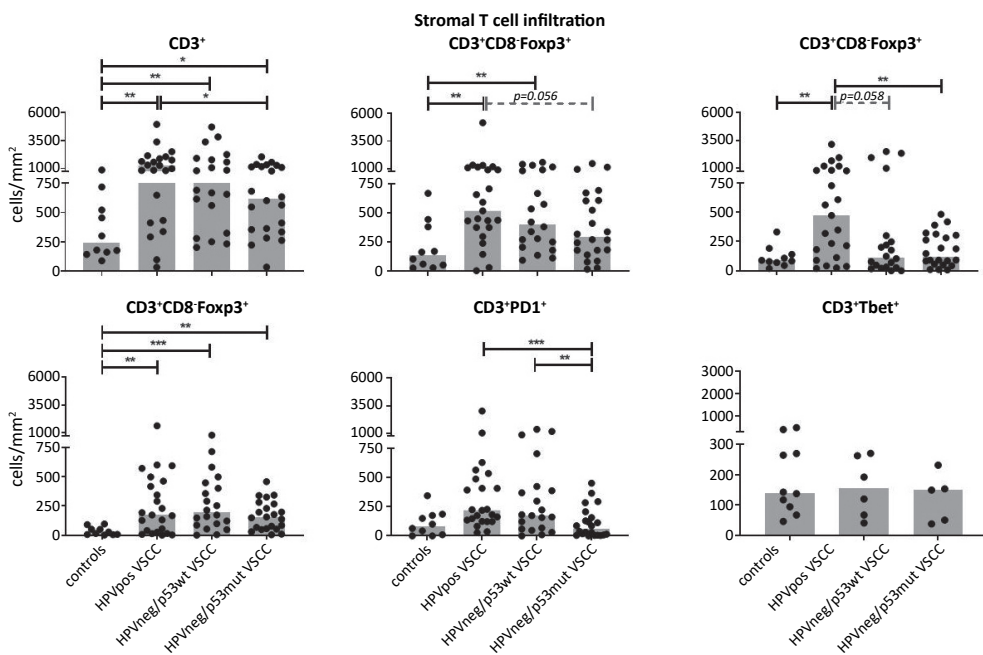 Stromal T cell infiltration
CD3⁺
CD3⁺CD8⁻Foxp3⁺
CD3⁺CD8⁻Foxp3⁺
*
**
**
*
**
**
p=0.056
**
**
p=0.058
cells/mm²
6000
3500
1000
750
500
250
0
6000
3500
1000
750
500
250
0
6000
3500
1000
750
500
250
0
CD3⁺CD8⁻Foxp3⁺
CD3⁺PD1⁺
CD3⁺Tbet⁺
**
***
**
***
**
cells/mm²
6000
3500
1000
750
500
250
0
6000
3500
1000
750
500
250
0
3000
2000
1000
300
200
100
0
controls
HPVpos VSCC
HPVneg/p53wt VSCC
HPVneg/p53mut VSCC
controls
HPVpos VSCC
HPVneg/p53wt VSCC
HPVneg/p53mut VSCC
controls
HPVpos VSCC
HPVneg/p53wt VSCC
HPVneg/p53mut VSCC